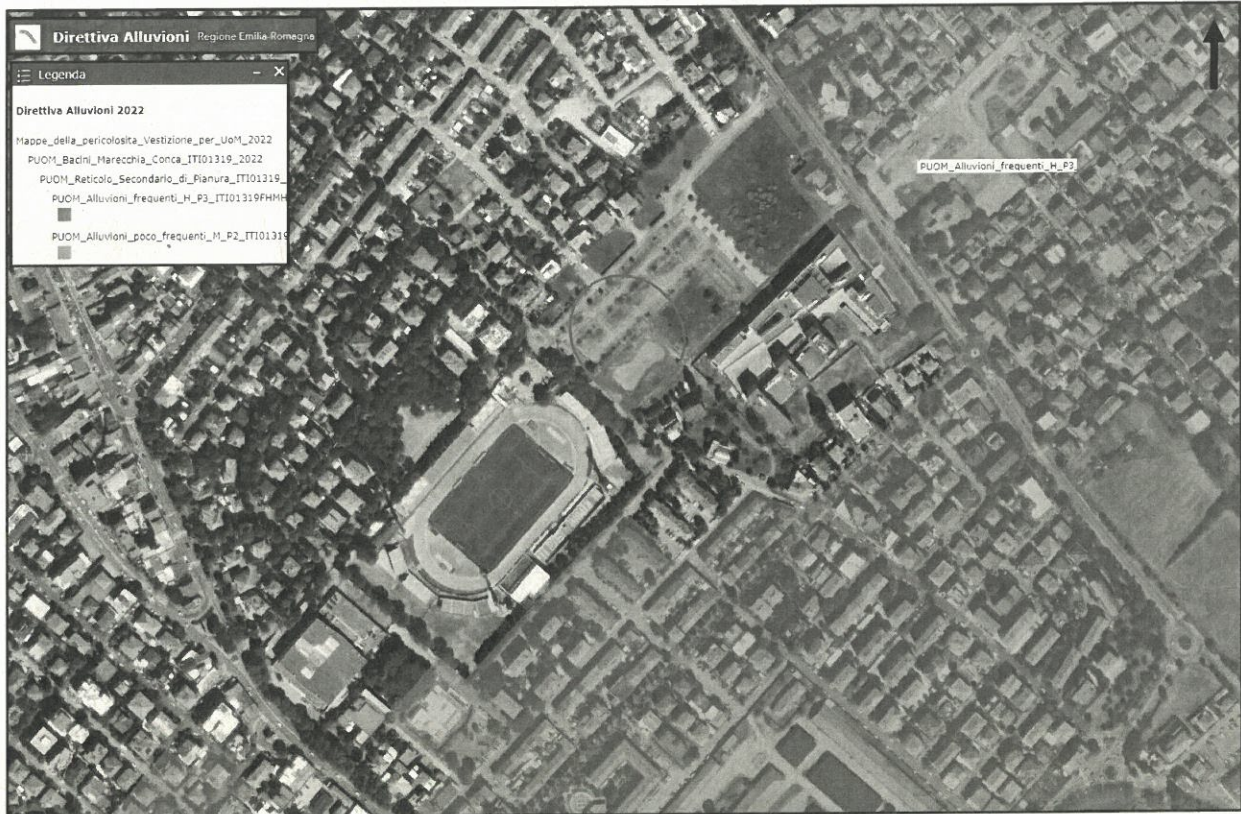 Direttiva Alluvioni Regione Emilia-Romagna
Legenda
Direttiva Alluvioni 2022
Mappe_della_pericolosita_Vestizione_per_UoM_2022
PUOM_Bacini_Marecchia_Conca_ITI01319_2022
PUOM_Reticolo_Secondario_di_Pianura_ITI01319_
PUOM_Alluvioni_frequenti_H_P3_ITI01319FHMH
PUOM_Alluvioni_poco_frequenti_M_P2_ITI01319
PUOM_Alluvioni_frequenti_H_P3